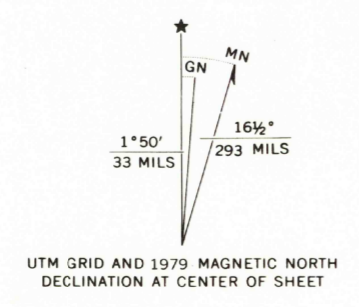 ★
MN
GN
1°50′
33 MILS
16½°
293 MILS
UTM GRID AND 1979 MAGNETIC NORTH
DECLINATION AT CENTER OF SHEET